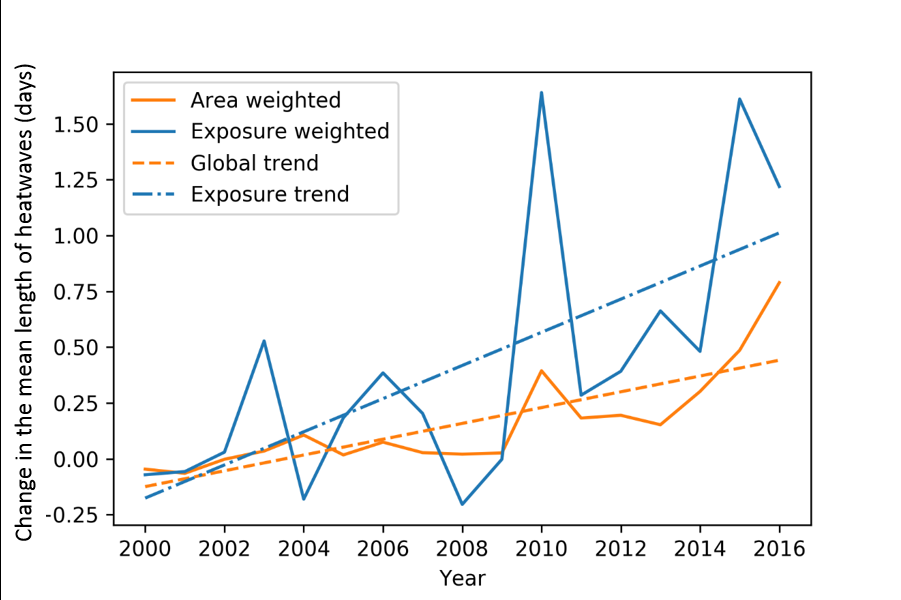 Change in the mean length of heatwaves (days)
Area weighted
Exposure weighted
Global trend
Exposure trend
1.50
1.25
1.00
0.75
0.50
0.25
0.00
-0.25
2000 2002 2004 2006 2008 2010 2012 2014 2016
Year